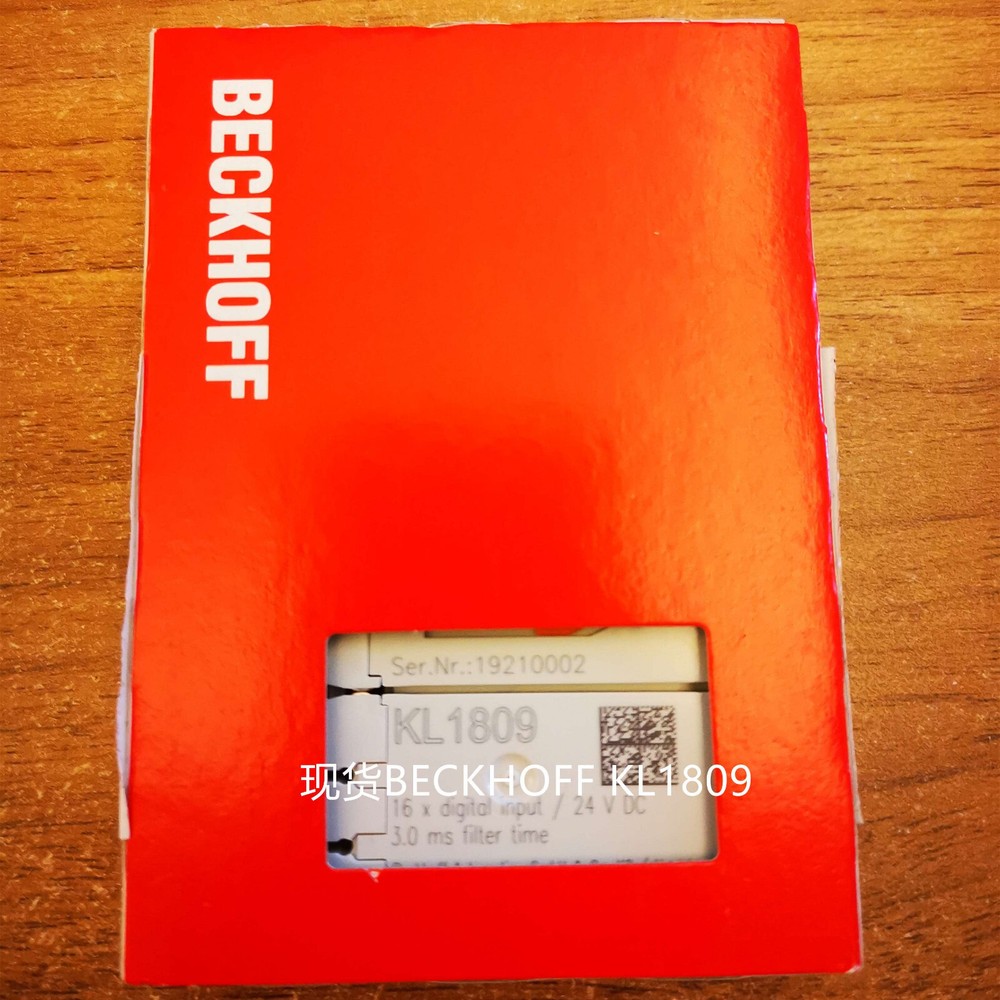 BECKHOFF
Ser.Nr.:19210002
KL1809
现货BECKHOFF KL1809
16 x digital input / 24 V DC
3.0 ms filter time